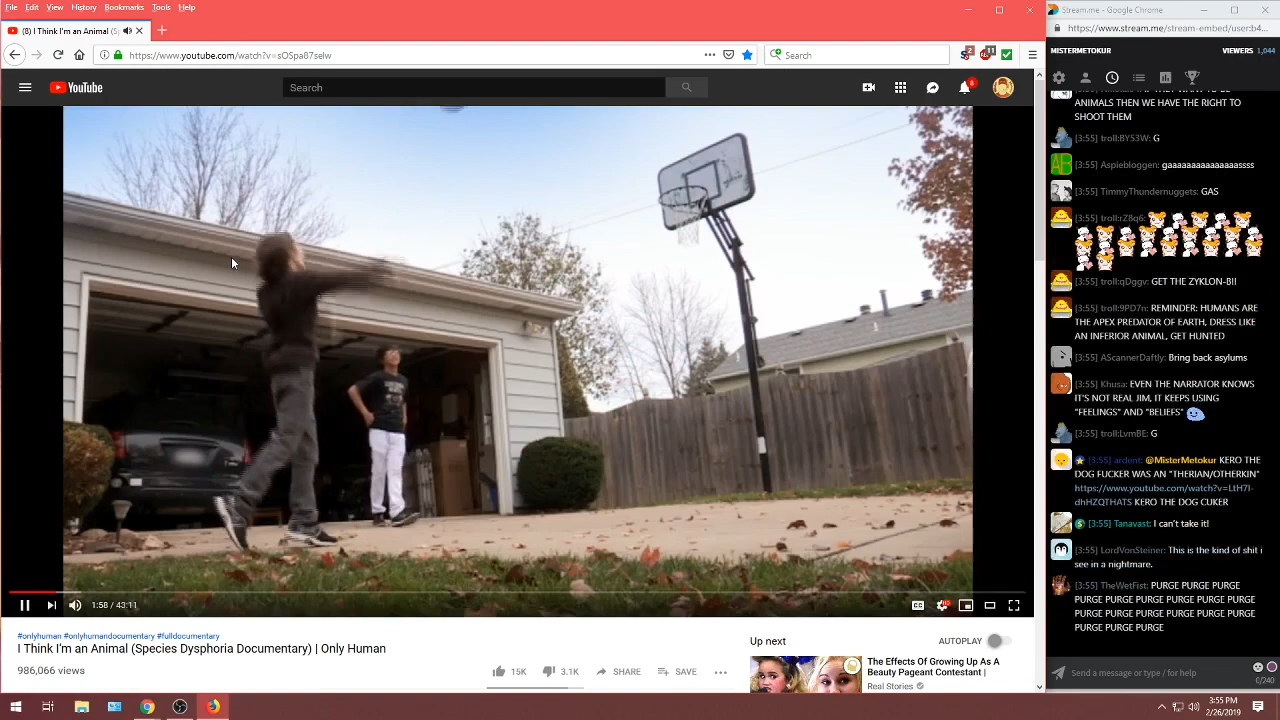 File Edit View History Bookmarks Tools Help
(8) I Think I'm an Animal (Sp
https://www.youtube.com/watch?v=sOSpa87selw
Search
YouTube
Search
8
1:58 / 43:11
#onlyhuman #onlyhumandocumentary #fulldocumentary
I Think I'm an Animal (Species Dysphoria Documentary) | Only Human
986,066 views
15K 3.1K SHARE SAVE
Up next
AUTOPLAY
The Effects Of Growing Up As A
Beauty Pageant Contestant |
Real Stories
Stream.me - Google Chrome
https://www.stream.me/stream-embed/user:b4...
MISTERMETOKUR VIEWERS 1,044
ANIMALS THEN WE HAVE THE RIGHT TO
SHOOT THEM
[3:55] troll:BY53W: G
[3:55] Aspiebloggen: gaaaaaaaaaaaaaassss
[3:55] TimmyThundernuggets: GAS
[3:55] troll:rZ8q6:
[3:55] troll:qDggv: GET THE ZYKLON-B!!
[3:55] troll:9PD7n: REMINDER: HUMANS ARE
THE APEX PREDATOR OF EARTH, DRESS LIKE
AN INFERIOR ANIMAL, GET HUNTED
[3:55] AScannerDaftly: Bring back asylums
[3:55] Khusa: EVEN THE NARRATOR KNOWS
IT'S NOT REAL JIM, IT KEEPS USING
"FEELINGS" AND "BELIEFS"
[3:55] troll:LvmBE: G
[3:55] ardent: @MisterMetokur KERO THE
DOG FUCKER WAS AN "THERIAN/OTHERKIN"
https://www.youtube.com/watch?v=LtH7l-
dhHZQTHATS KERO THE DOG CUKER
[3:55] Tanavast: I can't take it!
[3:55] LordVonSteiner: This is the kind of shit i
see in a nightmare.
[3:55] TheWetFist: PURGE PURGE PURGE
PURGE PURGE PURGE PURGE PURGE PURGE
PURGE PURGE PURGE PURGE PURGE PURGE
PURGE PURGE PURGE
Send a message or type / for help
0/240
3:55 PM
2/26/2019